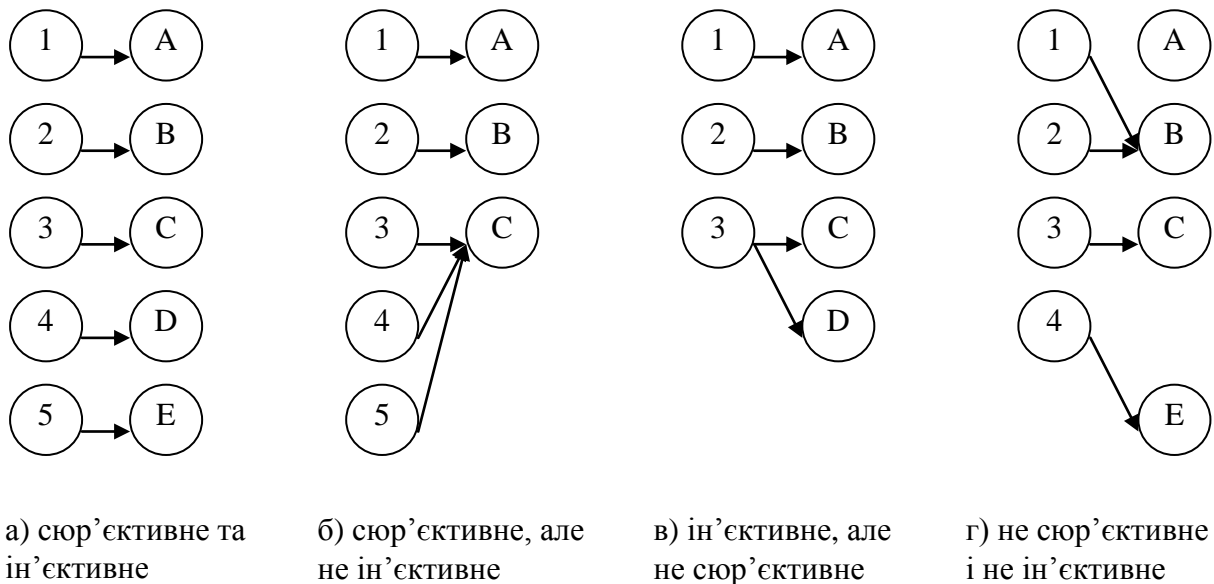 1 A 1 A 1 A 1 A
2 B 2 B 2 B 2 B
3 C 3 C 3 C 3 C
4 D 4 D 4
5 E 5 E
а) сюр’єктивне та б) сюр’єктивне, але в) ін’єктивне, але г) не сюр’єктивне
ін’єктивне не ін’єктивне не сюр’єктивне і не ін’єктивне